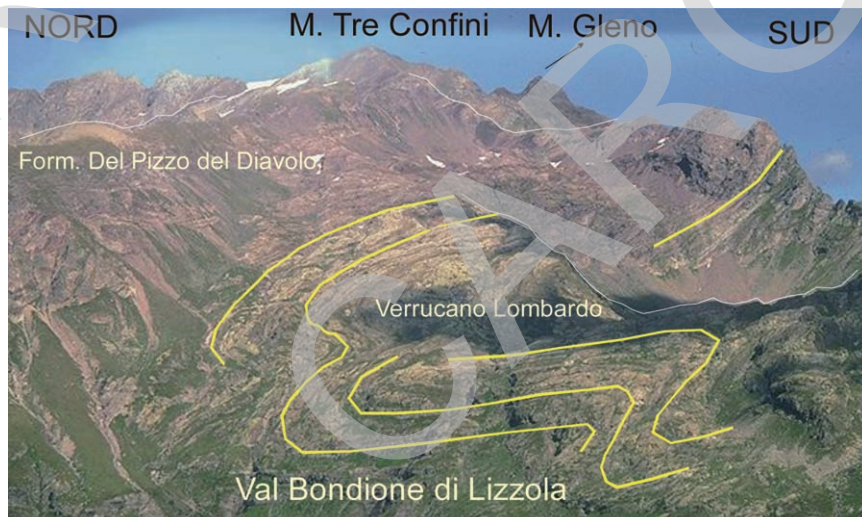 NORD M. Tre Confini M. Gleno SUD
Form. Del Pizzo del Diavolo,
Verrucano Lombardo
Val Bondione di Lizzola